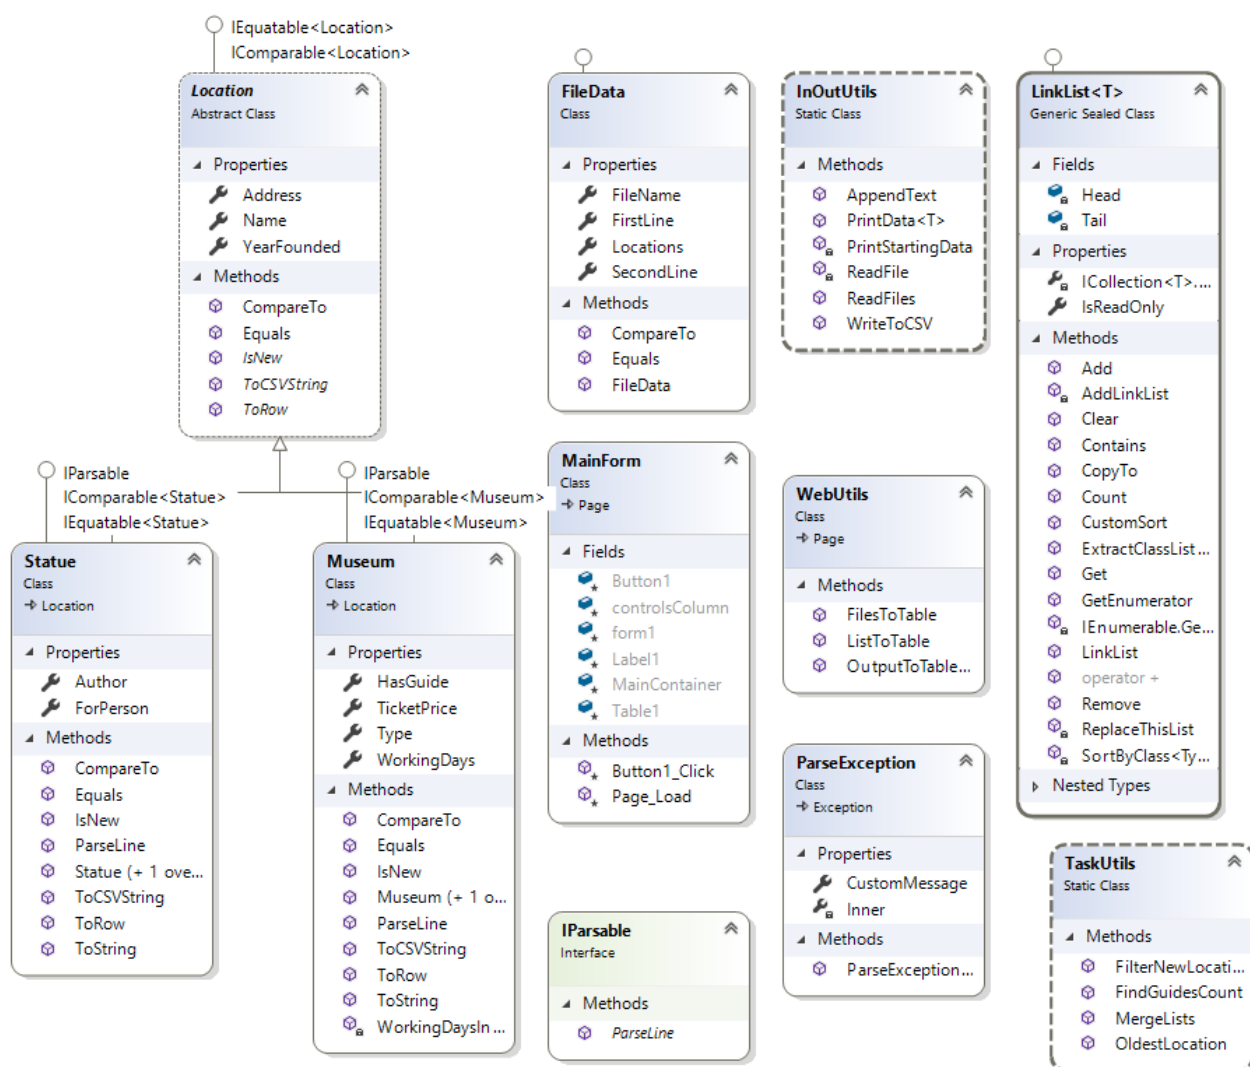 IEquatable<Location>
IComparable<Location>
Location
Abstract Class
Properties
Address
Name
YearFounded
Methods
CompareTo
Equals
IsNew
ToCSVString
ToRow
FileData
Class
Properties
FileName
FirstLine
Locations
SecondLine
Methods
CompareTo
Equals
FileData
InOutUtils
Static Class
Methods
AppendText
PrintData<T>
PrintStartingData
ReadFile
ReadFiles
WriteToCSV
LinkList<T>
Generic Sealed Class
Fields
Head
Tail
Properties
ICollection<T>....
IsReadOnly
Methods
Add
AddLinkList
Clear
Contains
CopyTo
Count
CustomSort
ExtractClassList...
Get
GetEnumerator
IEnumerable.Ge...
LinkList
operator +
Remove
ReplaceThisList
SortByClass<Ty...
Nested Types
IParsable
IComparable<Statue>
IEquatable<Statue>
Statue
Class
Location
Properties
Author
ForPerson
Methods
CompareTo
Equals
IsNew
ParseLine
Statue (+ 1 ove...
ToCSVString
ToRow
ToString
IParsable
IComparable<Museum>
IEquatable<Museum>
Museum
Class
Location
Properties
HasGuide
TicketPrice
Type
WorkingDays
Methods
CompareTo
Equals
IsNew
Museum (+ 1 o...
ParseLine
ToCSVString
ToRow
ToString
WorkingDaysIn...
MainForm
Class
Page
Fields
Button1
controlsColumn
form1
Label1
MainContainer
Table1
Methods
Button1_Click
Page_Load
WebUtils
Class
Page
Methods
FilesToTable
ListToTable
OutputToTable...
ParseException
Class
Exception
Properties
CustomMessage
Inner
Methods
ParseException...
IParsable
Interface
Methods
ParseLine
TaskUtils
Static Class
Methods
FilterNewLocati...
FindGuidesCount
MergeLists
OldestLocation